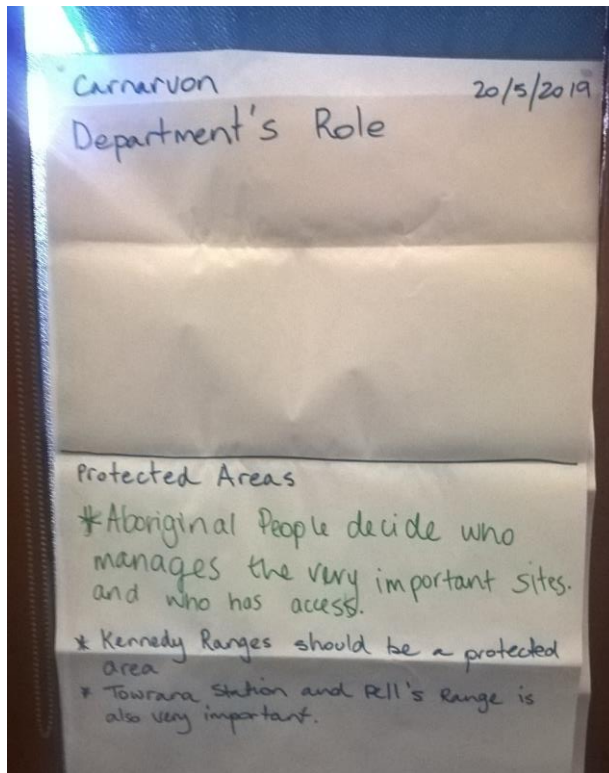 Carnarvon 20/5/2019
Department's Role
Protected Areas
*Aboriginal People decide who
manages the very important sites.
and who has access.
* Kennedy Ranges should be a protected
area
* Towrana Station and Pell's Range is
also very important.